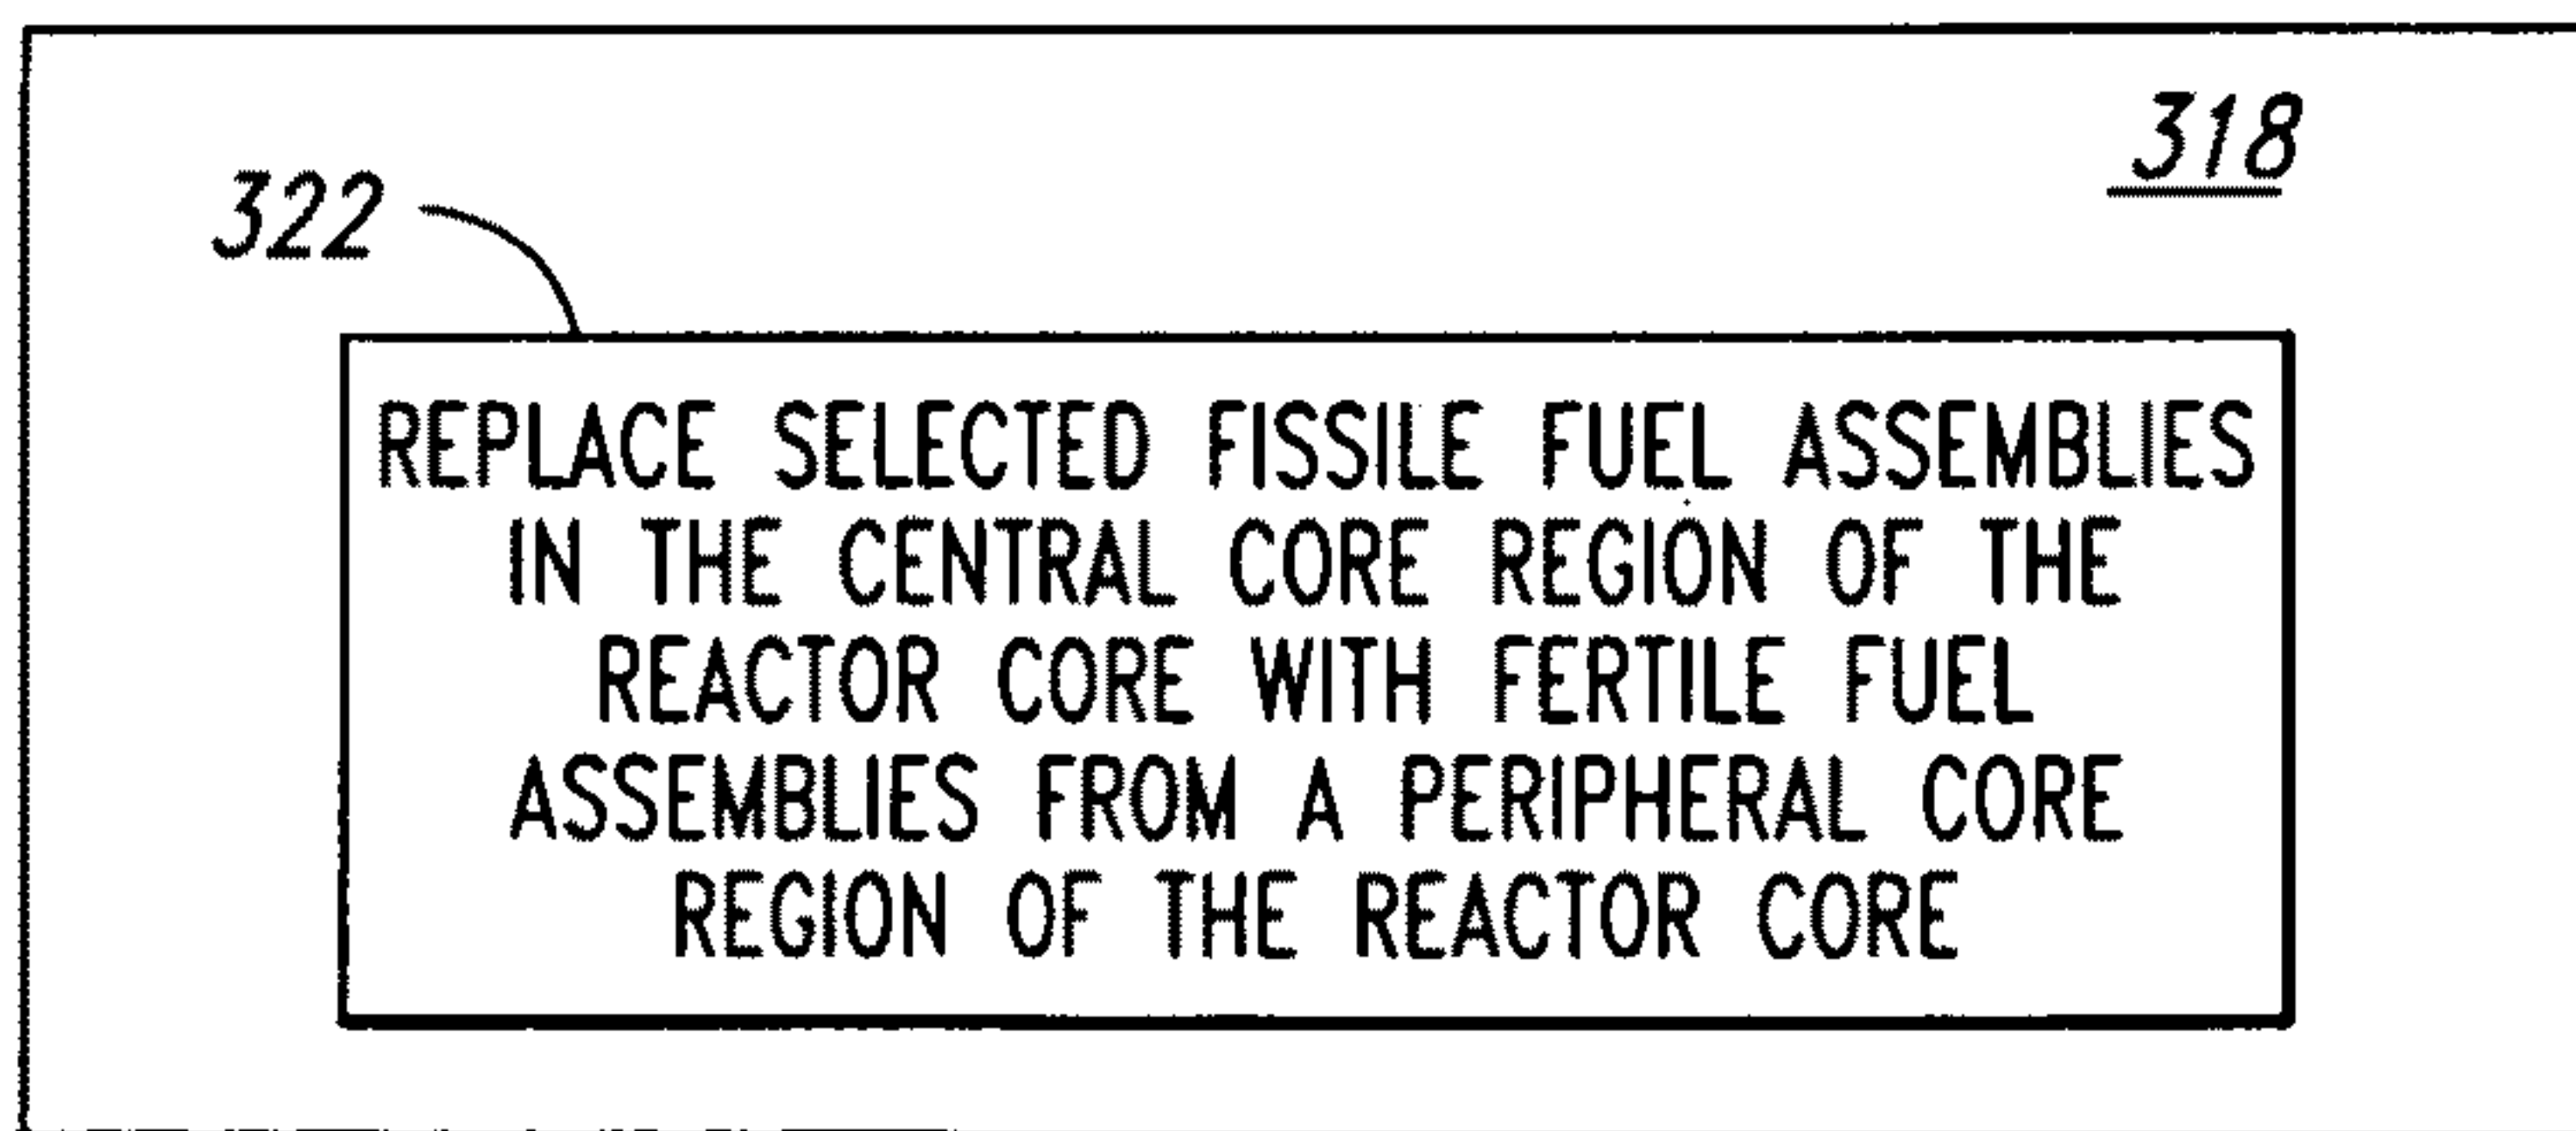 318
322
REPLACE SELECTED FISSILE FUEL ASSEMBLIES
IN THE CENTRAL CORE REGION OF THE
REACTOR CORE WITH FERTILE FUEL
ASSEMBLIES FROM A PERIPHERAL CORE
REGION OF THE REACTOR CORE